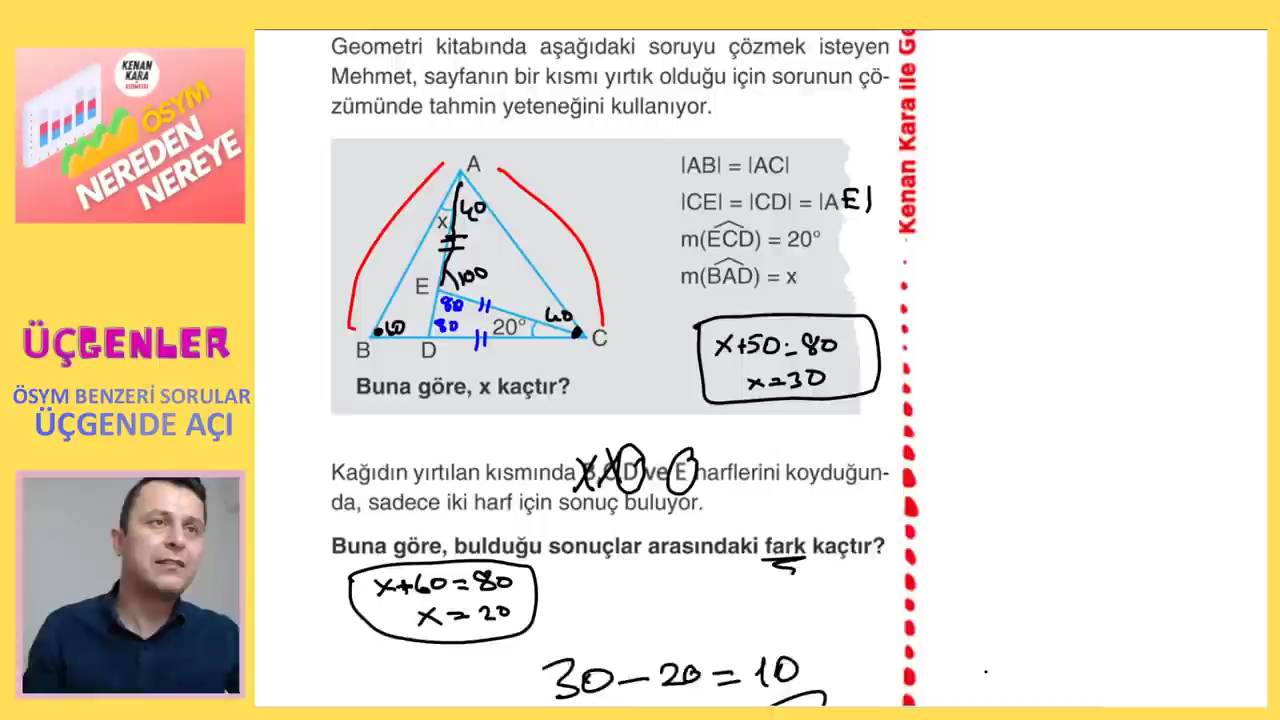 KENAN
KARA
GEOMETRİ
ÖSYM
NEREDEN
NEREYE
ÜÇGENLER
ÖSYM BENZERİ SORULAR
ÜÇGENDE AÇI
Geometri kitabında aşağıdaki soruyu çözmek isteyen
Mehmet, sayfanın bir kısmı yırtık olduğu için sorunun çö-
zümünde tahmin yeteneğini kullanıyor.
A
40
x
100
E
80
80
20°
40
60
B
D
C
|AB| = |AC|
|CE| = |CD| = |AE|
m(ECD) = 20°
m(BAD) = x
x+50=80
x=30
Buna göre, x kaçtır?
Kağıdın yırtılan kısmında B,C,D ve E harflerini koyduğun-
da, sadece iki harf için sonuç buluyor.
Buna göre, bulduğu sonuçlar arasındaki fark kaçtır?
x+60=80
x=20
30-20=10
Kenan Kara ile Ge